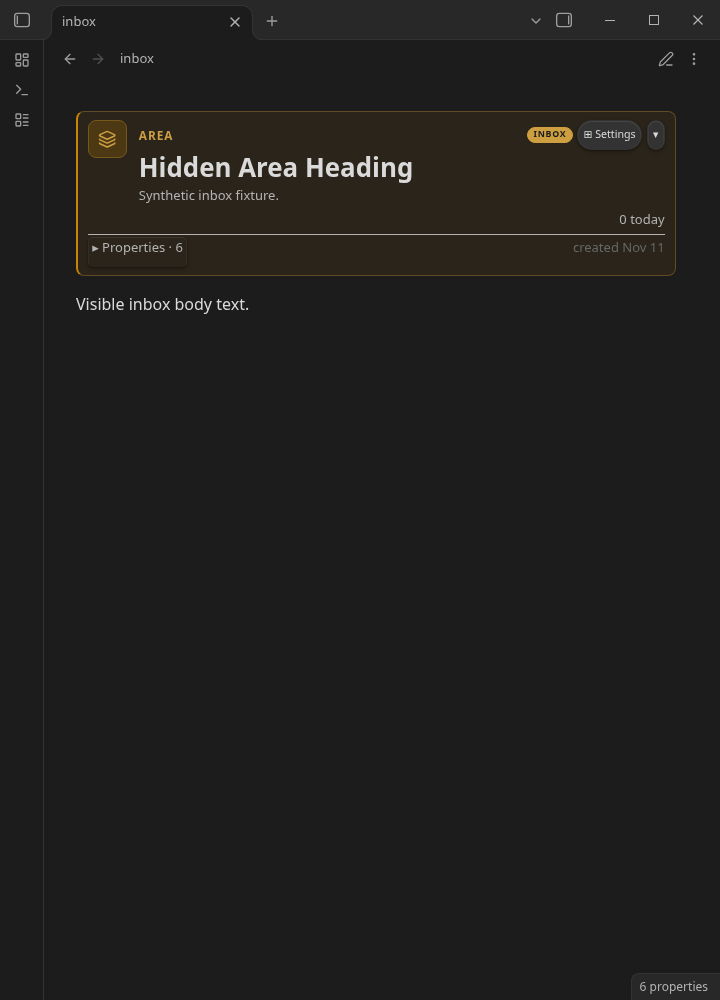 inbox
inbox
AREA
INBOX
⊞ Settings
▾
Hidden Area Heading
Synthetic inbox fixture.
0 today
▸ Properties · 6
created Nov 11
Visible inbox body text.
6 properties